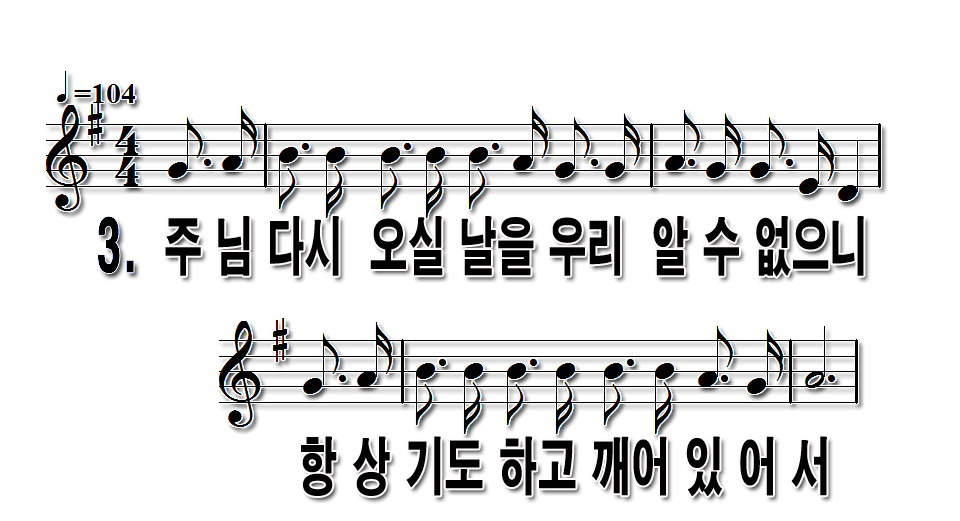 ♩=104
3. 주 님 다시 오실 날을 우리 알 수 없으니
항 상 기도 하고 깨어 있 어 서